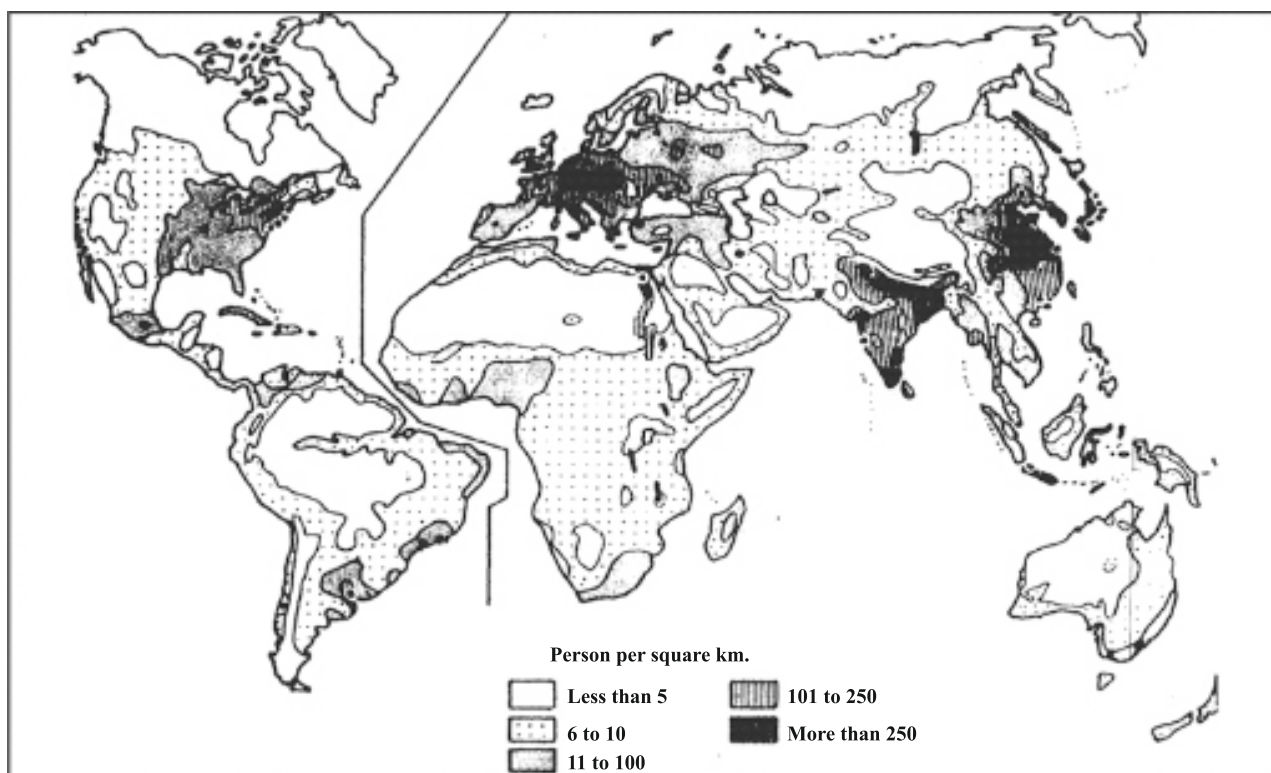 Person per square km.
Less than 5
6 to 10
11 to 100
101 to 250
More than 250